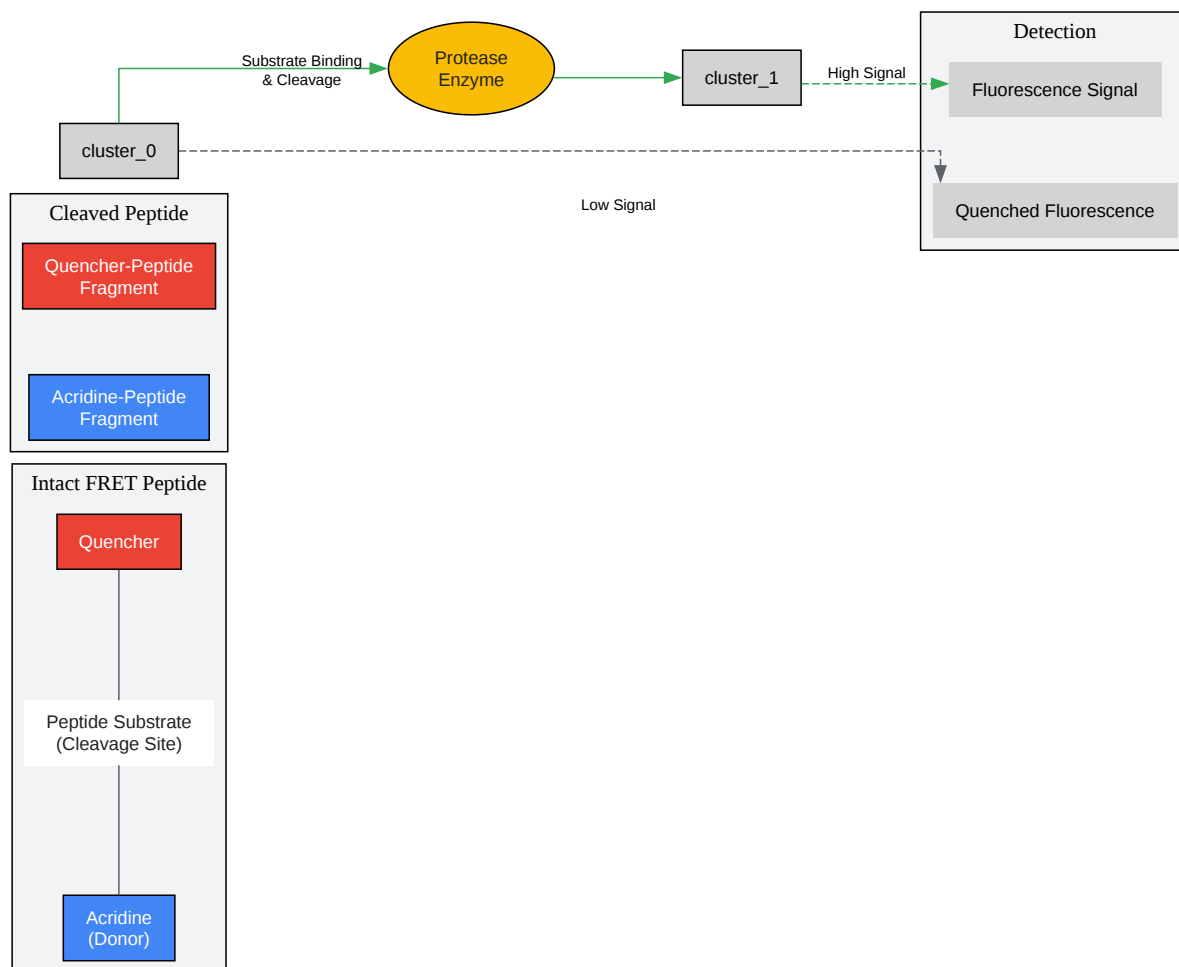 Detection
Substrate Binding
& Cleavage
Protease
Enzyme
cluster_1
High Signal
Fluorescence Signal
cluster_0
Low Signal
Quenched Fluorescence
Cleaved Peptide
Quencher-Peptide
Fragment
Acridine-Peptide
Fragment
Intact FRET Peptide
Quencher
Peptide Substrate
(Cleavage Site)
Acridine
(Donor)